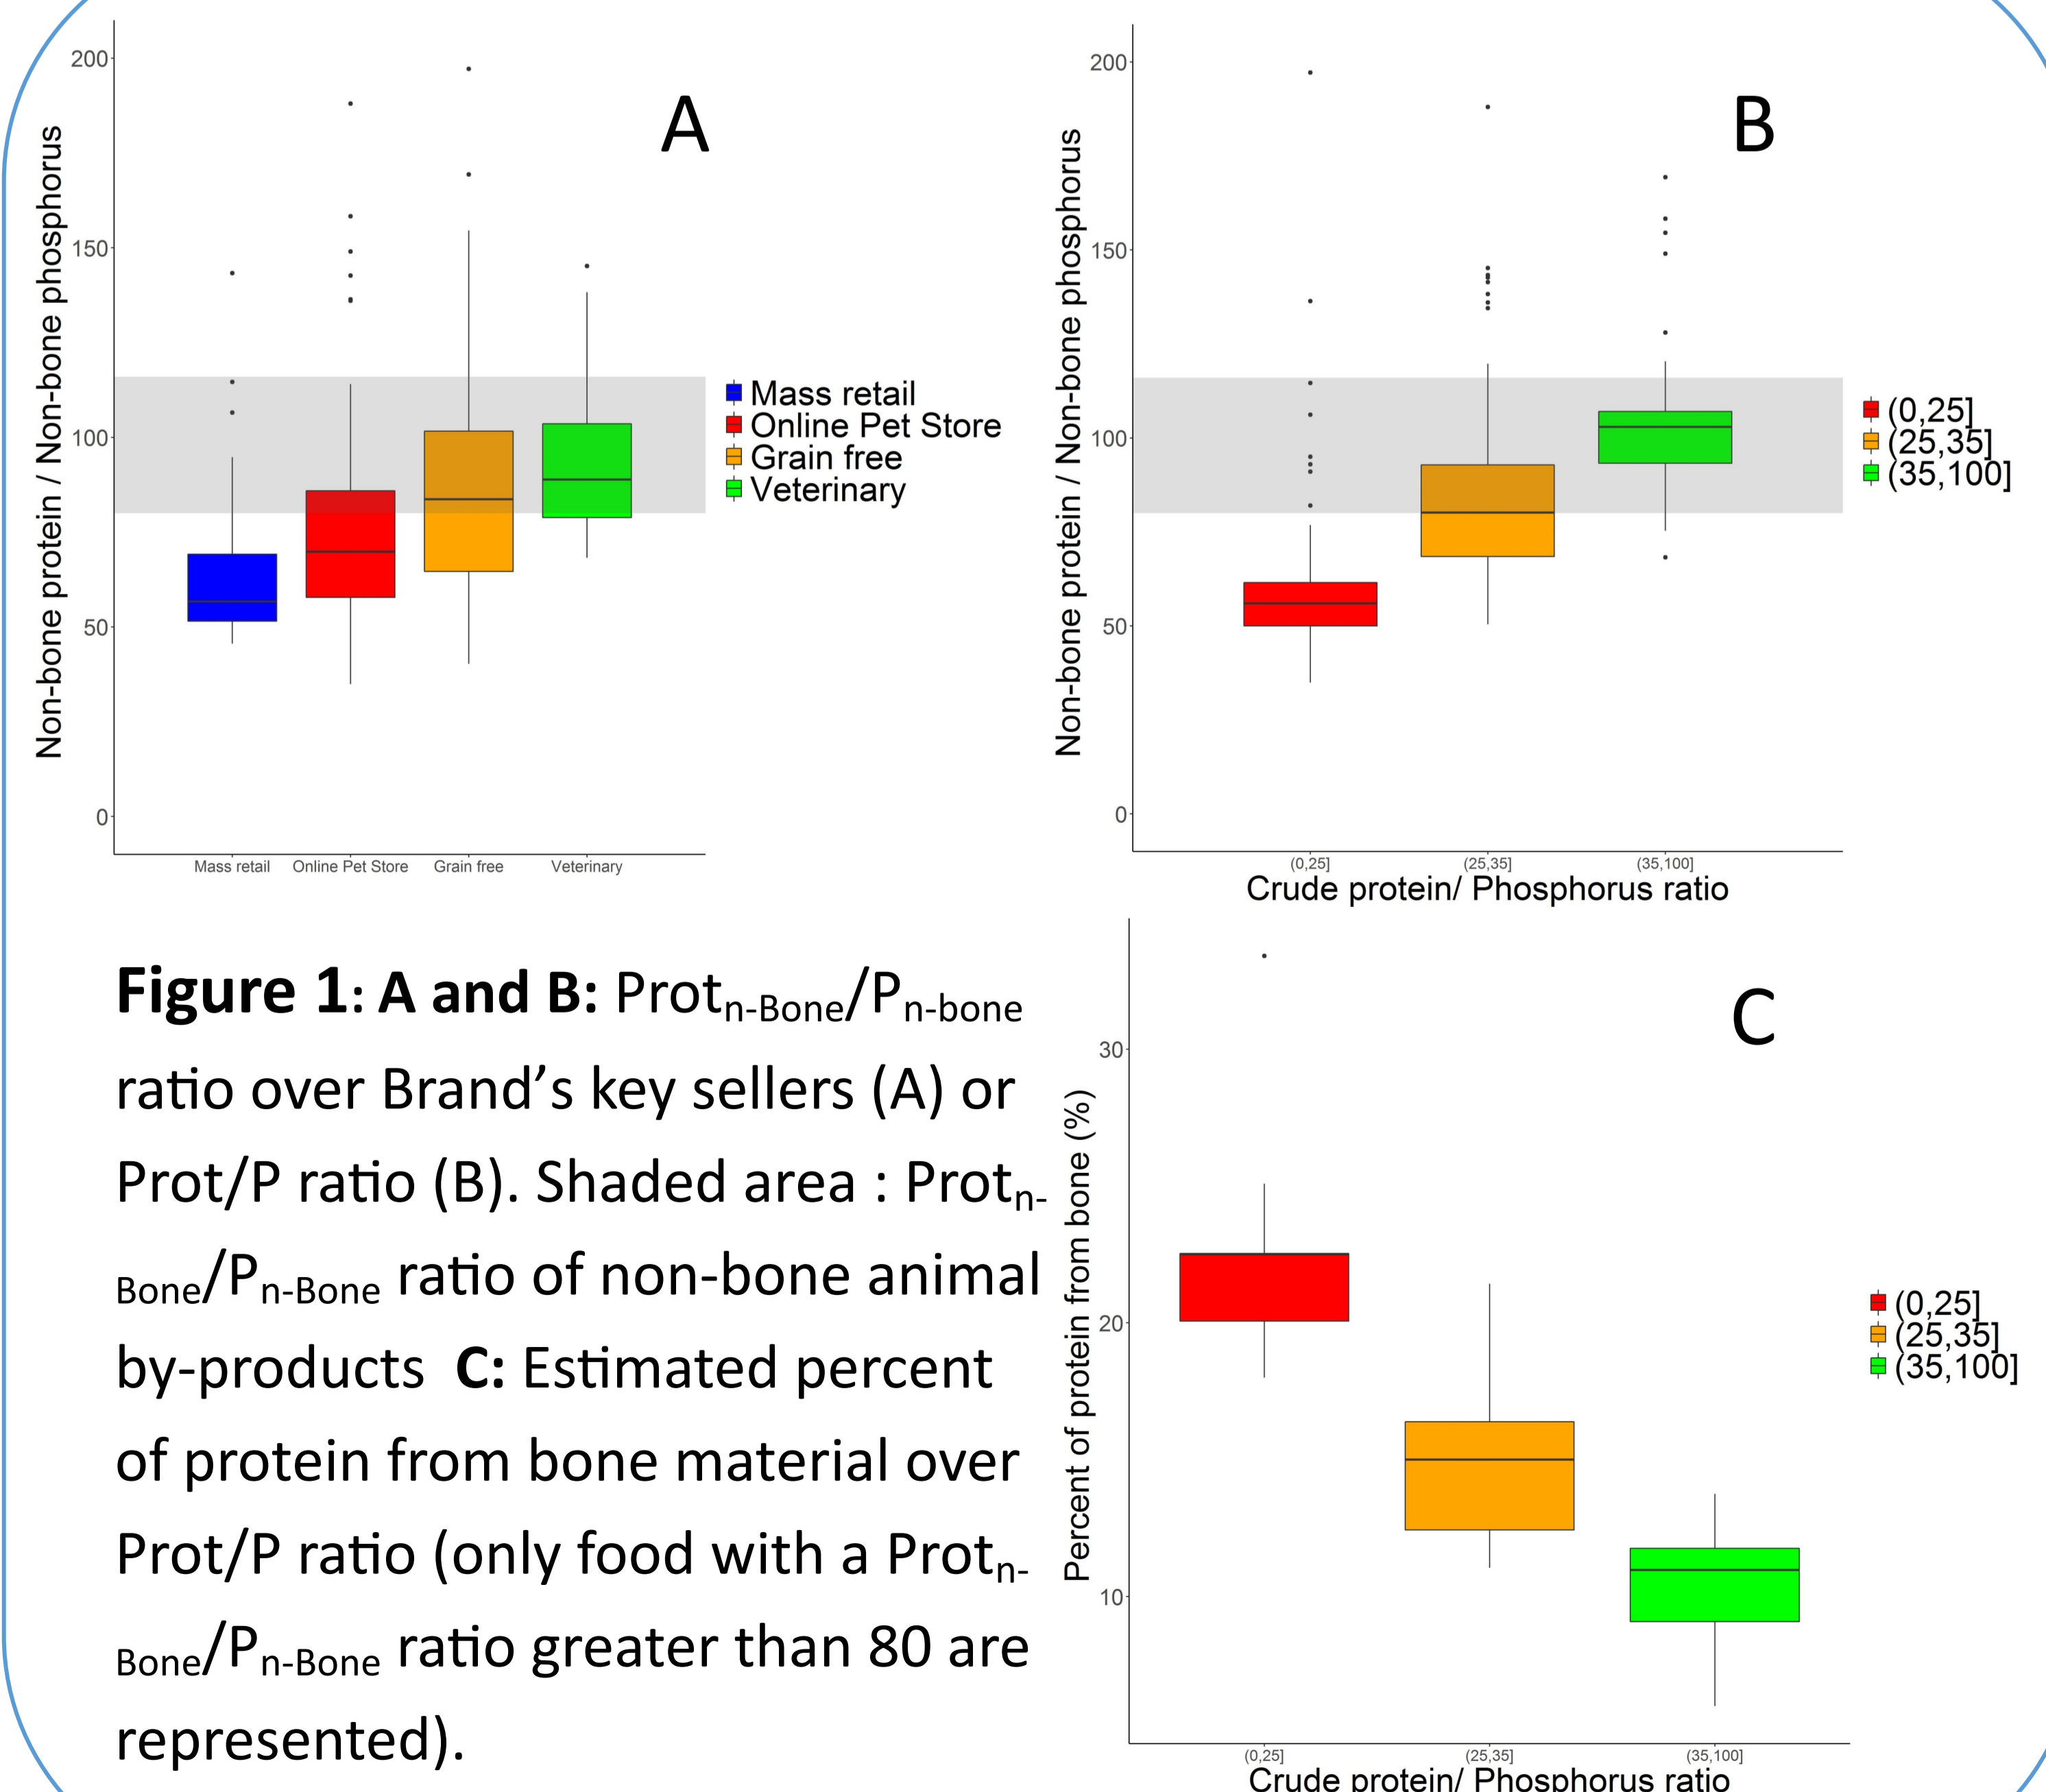 A
Non-bone protein / Non-bone phosphorus
200
150
100
50
0
Mass retail
Online Pet Store
Grain free
Veterinary
Mass retail
Online Pet Store
Grain free
Veterinary
B
Non-bone protein / Non-bone phosphorus
200
150
100
50
0
(0,25]
(25,35]
(35,100]
Crude protein/ Phosphorus ratio
(0,25]
(25,35]
(35,100]
Figure 1: A and B: Protn-Bone/Pn-bone
ratio over Brand’s key sellers (A) or
Prot/P ratio (B). Shaded area : Protn-
Bone/Pn-Bone ratio of non-bone animal
by-products C: Estimated percent
of protein from bone material over
Prot/P ratio (only food with a Protn-
Bone/Pn-Bone ratio greater than 80 are
represented).
C
Percent of protein from bone (%)
30
20
10
(0,25]
(25,35]
(35,100]
Crude protein/ Phosphorus ratio
(0,25]
(25,35]
(35,100]